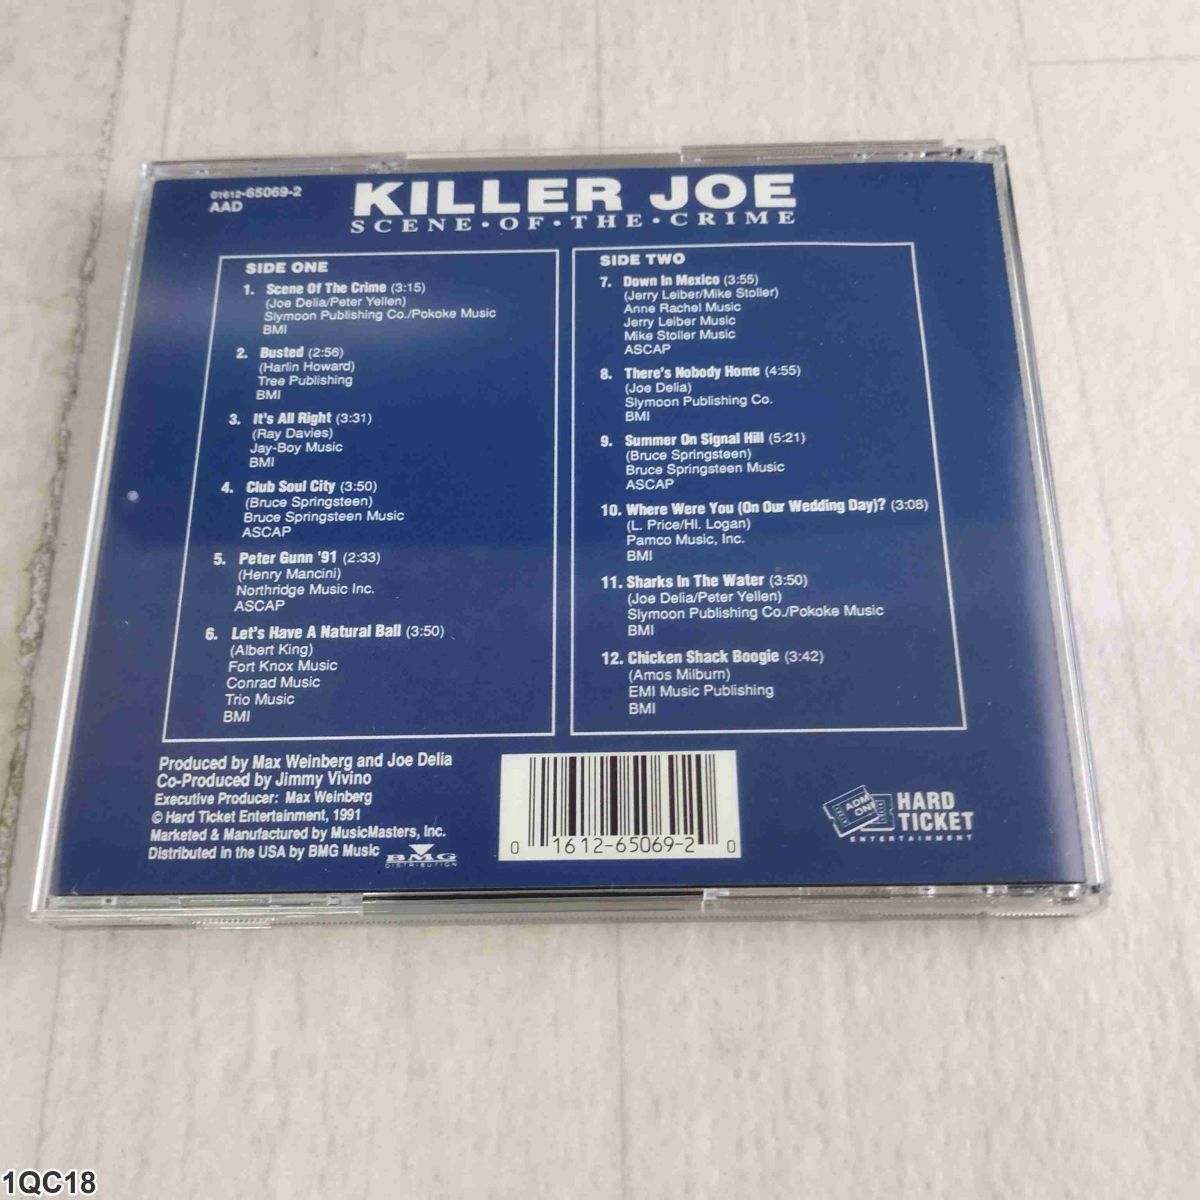 01612-65069-2
AAD
KILLER JOE
SCENE•OF•THE•CRIME
SIDE ONE
1. Scene Of The Crime (3:15)
(Joe Delia/Peter Yellen)
Slymoon Publishing Co./Pokoke Music
BMI
2. Busted (2:56)
(Harlin Howard)
Tree Publishing
BMI
3. It's All Right (3:31)
(Ray Davies)
Jay-Boy Music
BMI
4. Club Soul City (3:50)
(Bruce Springsteen)
Bruce Springsteen Music
ASCAP
5. Peter Gunn '91 (2:33)
(Henry Mancini)
Northridge Music Inc.
ASCAP
6. Let's Have A Natural Ball (3:50)
(Albert King)
Fort Knox Music
Conrad Music
Trio Music
BMI
SIDE TWO
7. Down In Mexico (3:55)
(Jerry Leiber/Mike Stoller)
Anne Rachel Music
Jerry Leiber Music
Mike Stoller Music
ASCAP
8. There's Nobody Home (4:55)
(Joe Delia)
Slymoon Publishing Co.
BMI
9. Summer On Signal Hill (5:21)
(Bruce Springsteen)
Bruce Springsteen Music
ASCAP
10. Where Were You (On Our Wedding Day)? (3:08)
(L. Price/Hl. Logan)
Pamco Music, Inc.
BMI
11. Sharks In The Water (3:50)
(Joe Delia/Peter Yellen)
Slymoon Publishing Co./Pokoke Music
BMI
12. Chicken Shack Boogie (3:42)
(Amos Milburn)
EMI Music Publishing
BMI
Produced by Max Weinberg and Joe Delia
Co-Produced by Jimmy Vivino
Executive Producer: Max Weinberg
© Hard Ticket Entertainment, 1991
Marketed & Manufactured by MusicMasters, Inc.
Distributed in the USA by BMG Music
BMG
DISTRIBUTION
0 1612-65069-2 0
ADM
ON
HARD
TICKET
ENTERTAINMENT
1QC18